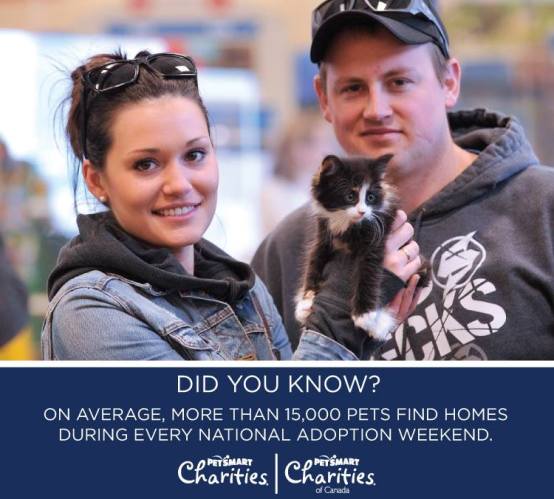 CKS
DID YOU KNOW?
ON AVERAGE, MORE THAN 15,000 PETS FIND HOMES
DURING EVERY NATIONAL ADOPTION WEEKEND.
PETSMART PETSMART
Charities. Charities.
of Canada